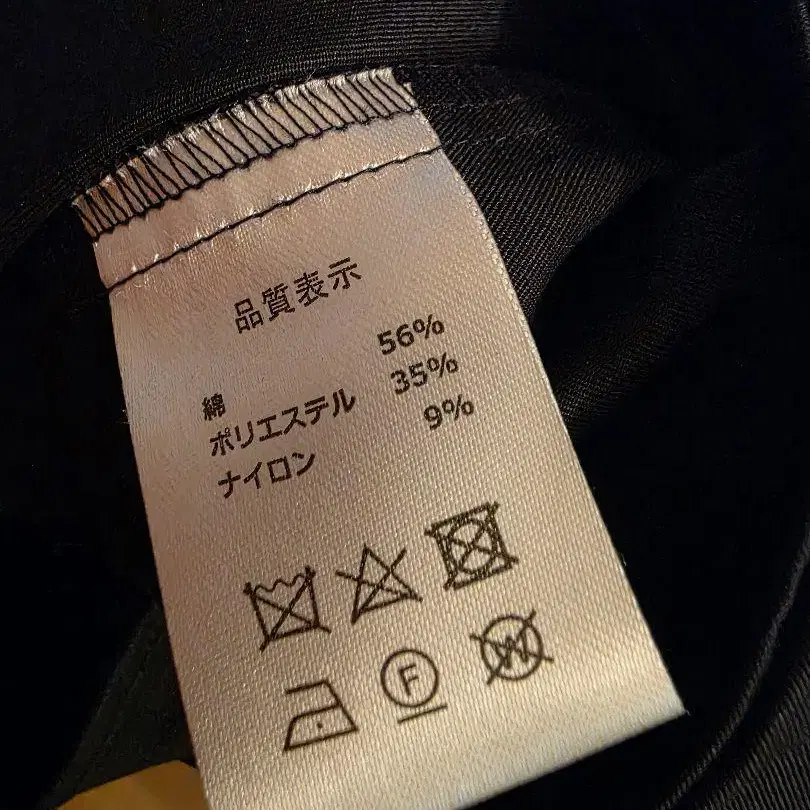 品質表示
綿 56%
ポリエステル 35%
ナイロン 9%
F W